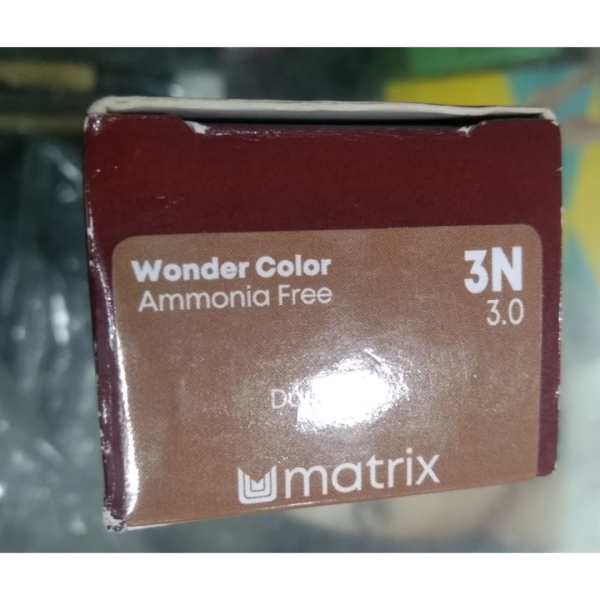 Wonder Color
Ammonia Free
3N
3.0
matrix